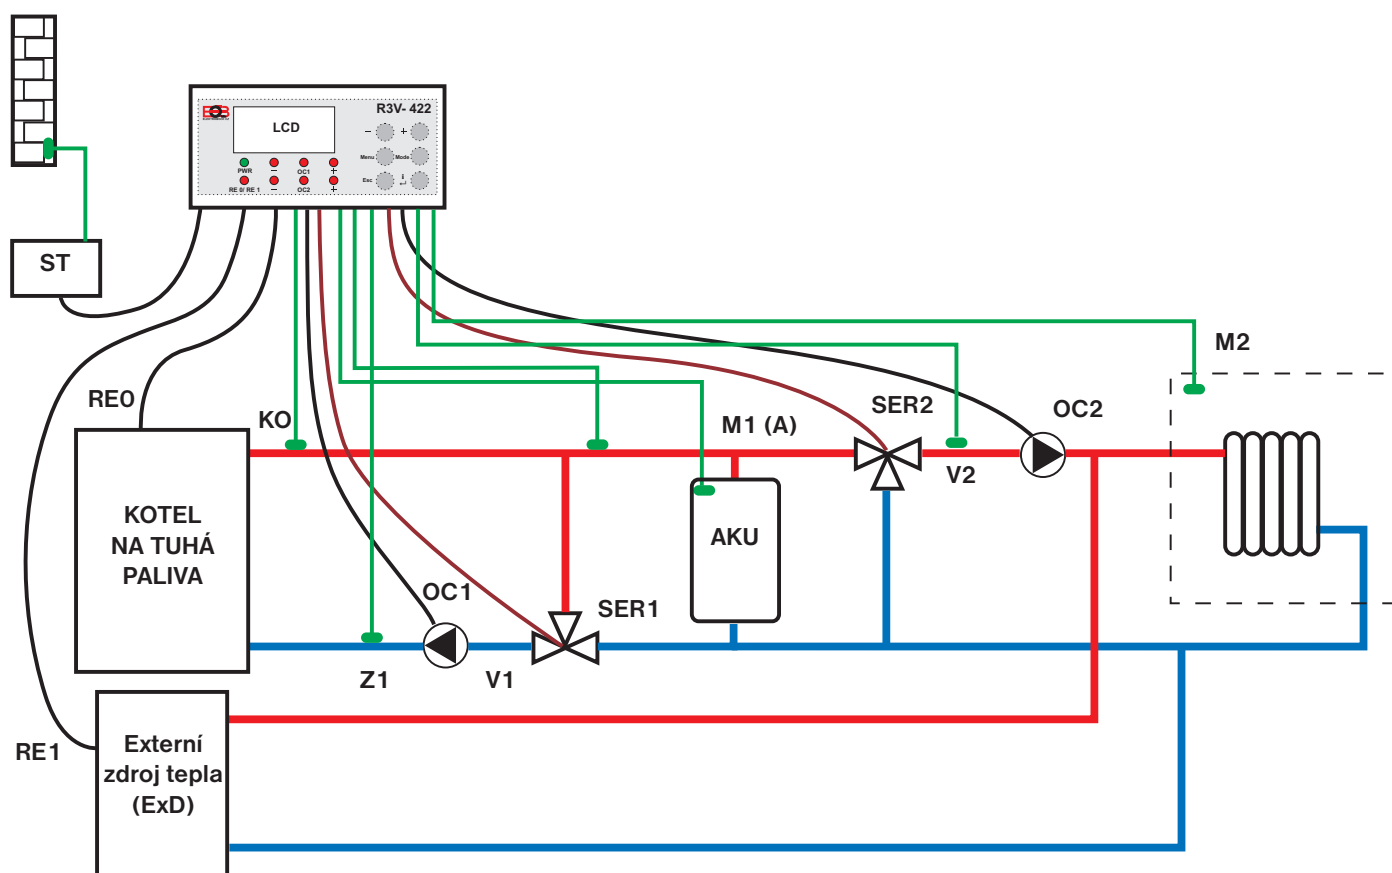 R3V- 422
LCD
− +
Menu Mode
Esc i
PWR − OC1 +
RE 0/ RE 1 − OC2 +
ST
RE0
KO
M1 (A)
SER2
V2
OC2
M2
KOTEL
NA TUHÁ
PALIVA
AKU
OC1
SER1
Z1
V1
RE1
Externí
zdroj tepla
(ExD)